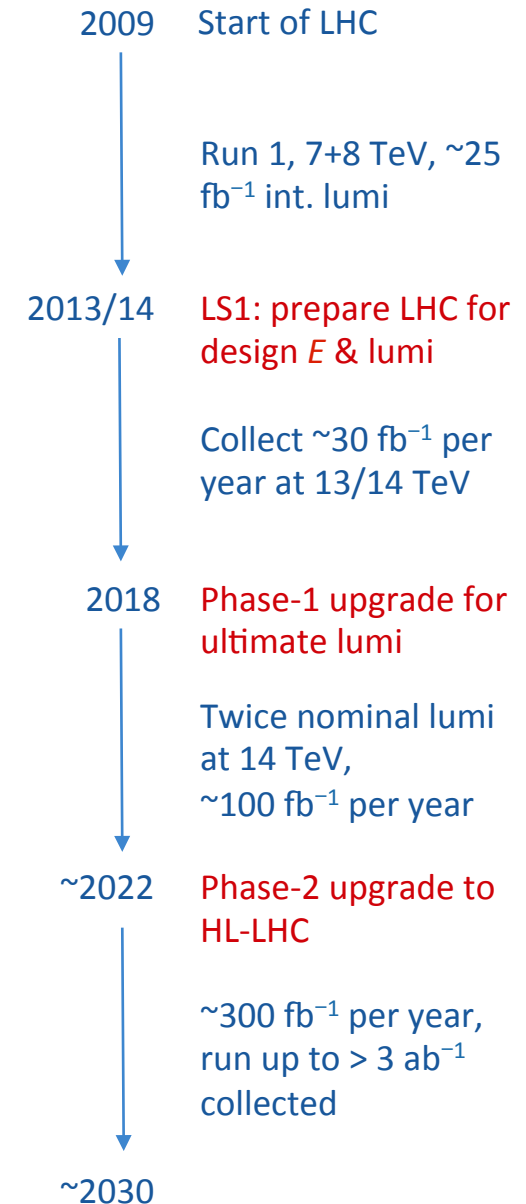 2009 Start of LHC
Run 1, 7+8 TeV, ~25
fb⁻¹ int. lumi
2013/14 LS1: prepare LHC for
design E & lumi
Collect ~30 fb⁻¹ per
year at 13/14 TeV
2018 Phase-1 upgrade for
ultimate lumi
Twice nominal lumi
at 14 TeV,
~100 fb⁻¹ per year
~2022 Phase-2 upgrade to
HL-LHC
~300 fb⁻¹ per year,
run up to > 3 ab⁻¹
collected
~2030